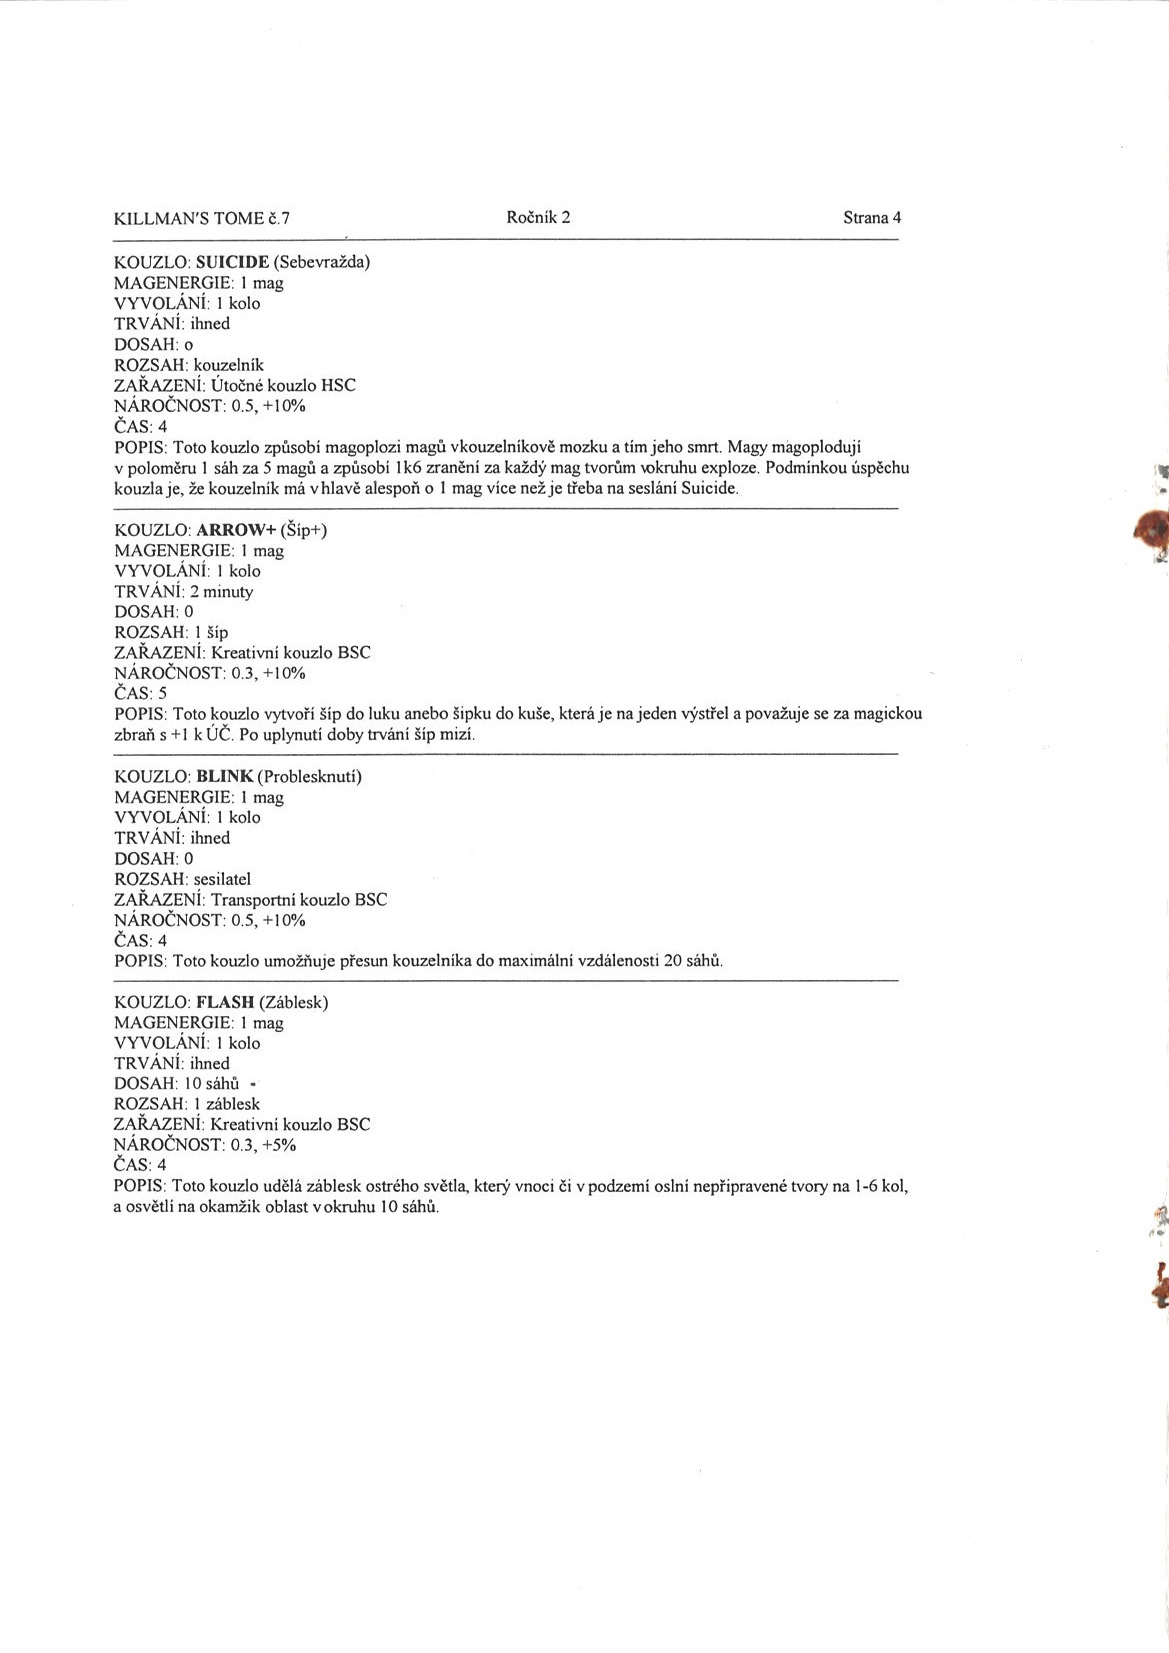 KILLMAN'S TOME č.7 Ročník 2 Strana 4
KOUZLO: SUICIDE (Sebevražda)
MAGENERGIE: 1 mag
VYVOLÁNÍ: 1 kolo
TRVÁNÍ: ihned
DOSAH: o
ROZSAH: kouzelník
ZAŘAZENÍ: Útočné kouzlo HSC
NÁROČNOST: 0.5, +10%
ČAS: 4
POPIS: Toto kouzlo způsobí magoplozi magů vkouzelníkově mozku a tím jeho smrt. Magy magoplodují
v poloměru 1 sáh za 5 magů a způsobí 1k6 zranění za každý mag tvorům vokruhu exploze. Podmínkou úspěchu
kouzla je, že kouzelník má v hlavě alespoň o 1 mag více než je třeba na seslání Suicide.
KOUZLO: ARROW+ (Šíp+)
MAGENERGIE: 1 mag
VYVOLÁNÍ: 1 kolo
TRVÁNÍ: 2 minuty
DOSAH: 0
ROZSAH: 1 šíp
ZAŘAZENÍ: Kreativní kouzlo BSC
NÁROČNOST: 0.3, +10%
ČAS: 5
POPIS: Toto kouzlo vytvoří šíp do luku anebo šipku do kuše, která je na jeden výstřel a považuje se za magickou
zbraň s +1 k ÚČ. Po uplynutí doby trvání šíp mizí.
KOUZLO: BLINK (Problesknutí)
MAGENERGIE: 1 mag
VYVOLÁNÍ: 1 kolo
TRVÁNÍ: ihned
DOSAH: 0
ROZSAH: sesilatel
ZAŘAZENÍ: Transportní kouzlo BSC
NÁROČNOST: 0.5, +10%
ČAS: 4
POPIS: Toto kouzlo umožňuje přesun kouzelníka do maximální vzdálenosti 20 sáhů.
KOUZLO: FLASH (Záblesk)
MAGENERGIE: 1 mag
VYVOLÁNÍ: 1 kolo
TRVÁNÍ: ihned
DOSAH: 10 sáhů -
ROZSAH: 1 záblesk
ZAŘAZENÍ: Kreativní kouzlo BSC
NÁROČNOST: 0.3, +5%
ČAS: 4
POPIS: Toto kouzlo udělá záblesk ostrého světla, který vnoci či v podzemí oslní nepřipravené tvory na 1-6 kol,
a osvětlí na okamžik oblast v okruhu 10 sáhů.